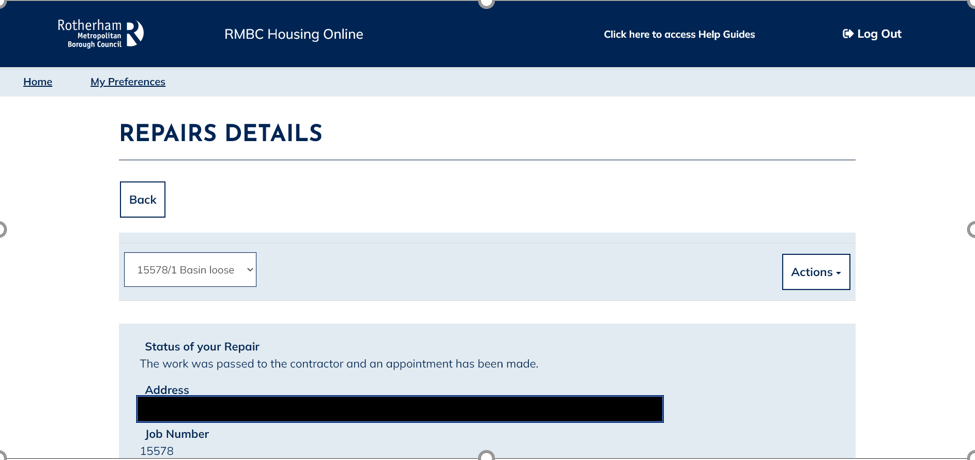 Rotherham
Metropolitan
Borough Council
RMBC Housing Online
Click here to access Help Guides
Log Out
Home
My Preferences
REPAIRS DETAILS
Back
15578/1 Basin loose
Actions
Status of your Repair
The work was passed to the contractor and an appointment has been made.
Address
Job Number
15578